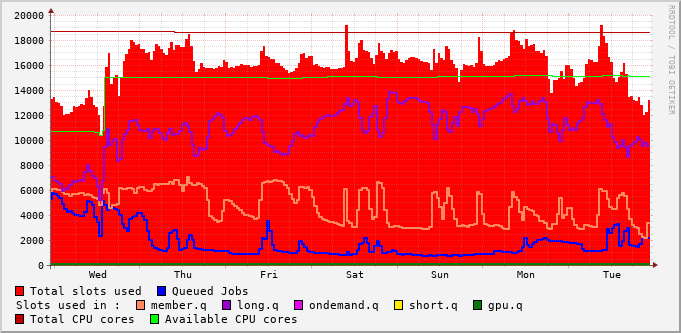 20000
18000
16000
14000
12000
10000
8000
6000
4000
2000
0
Wed Thu Fri Sat Sun Mon Tue
RRDTOOL / TOBI OETIKER
Total slots used Queued Jobs
Slots used in : member.q long.q ondemand.q short.q gpu.q
Total CPU cores Available CPU cores